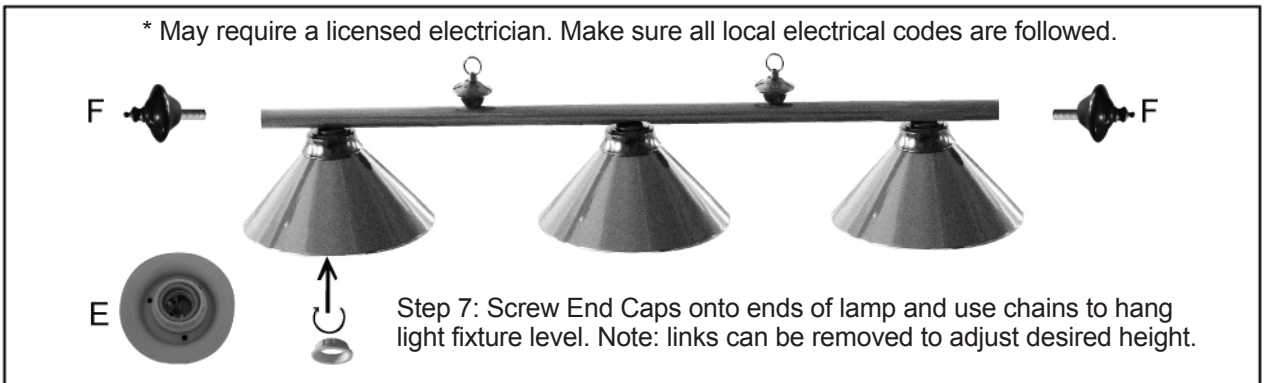 * May require a licensed electrician. Make sure all local electrical codes are followed.
F
F
E
Step 7: Screw End Caps onto ends of lamp and use chains to hang
light fixture level. Note: links can be removed to adjust desired height.